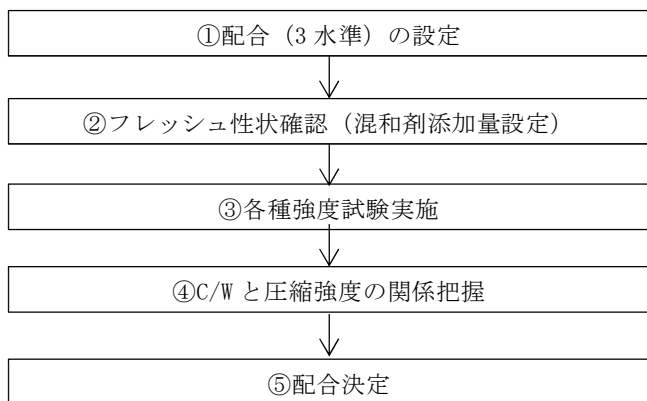 ①配合（3 水準）の設定
②フレッシュ性状確認（混和剤添加量設定）
③各種強度試験実施
④C/W と圧縮強度の関係把握
⑤配合決定